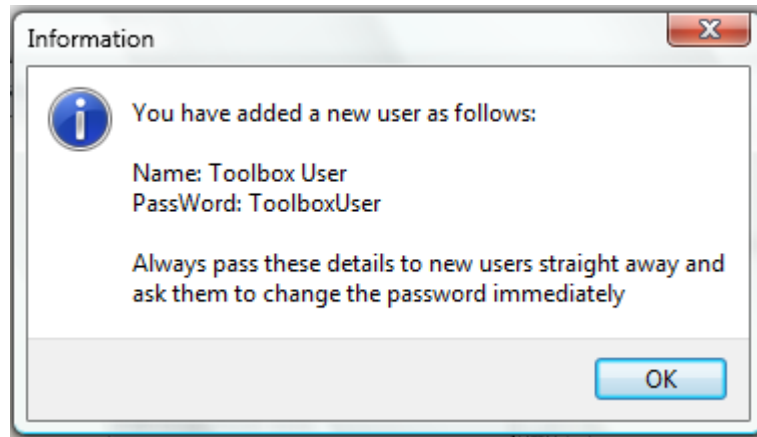 Information
You have added a new user as follows:
Name: Toolbox User
PassWord: ToolboxUser
Always pass these details to new users straight away and
ask them to change the password immediately
OK